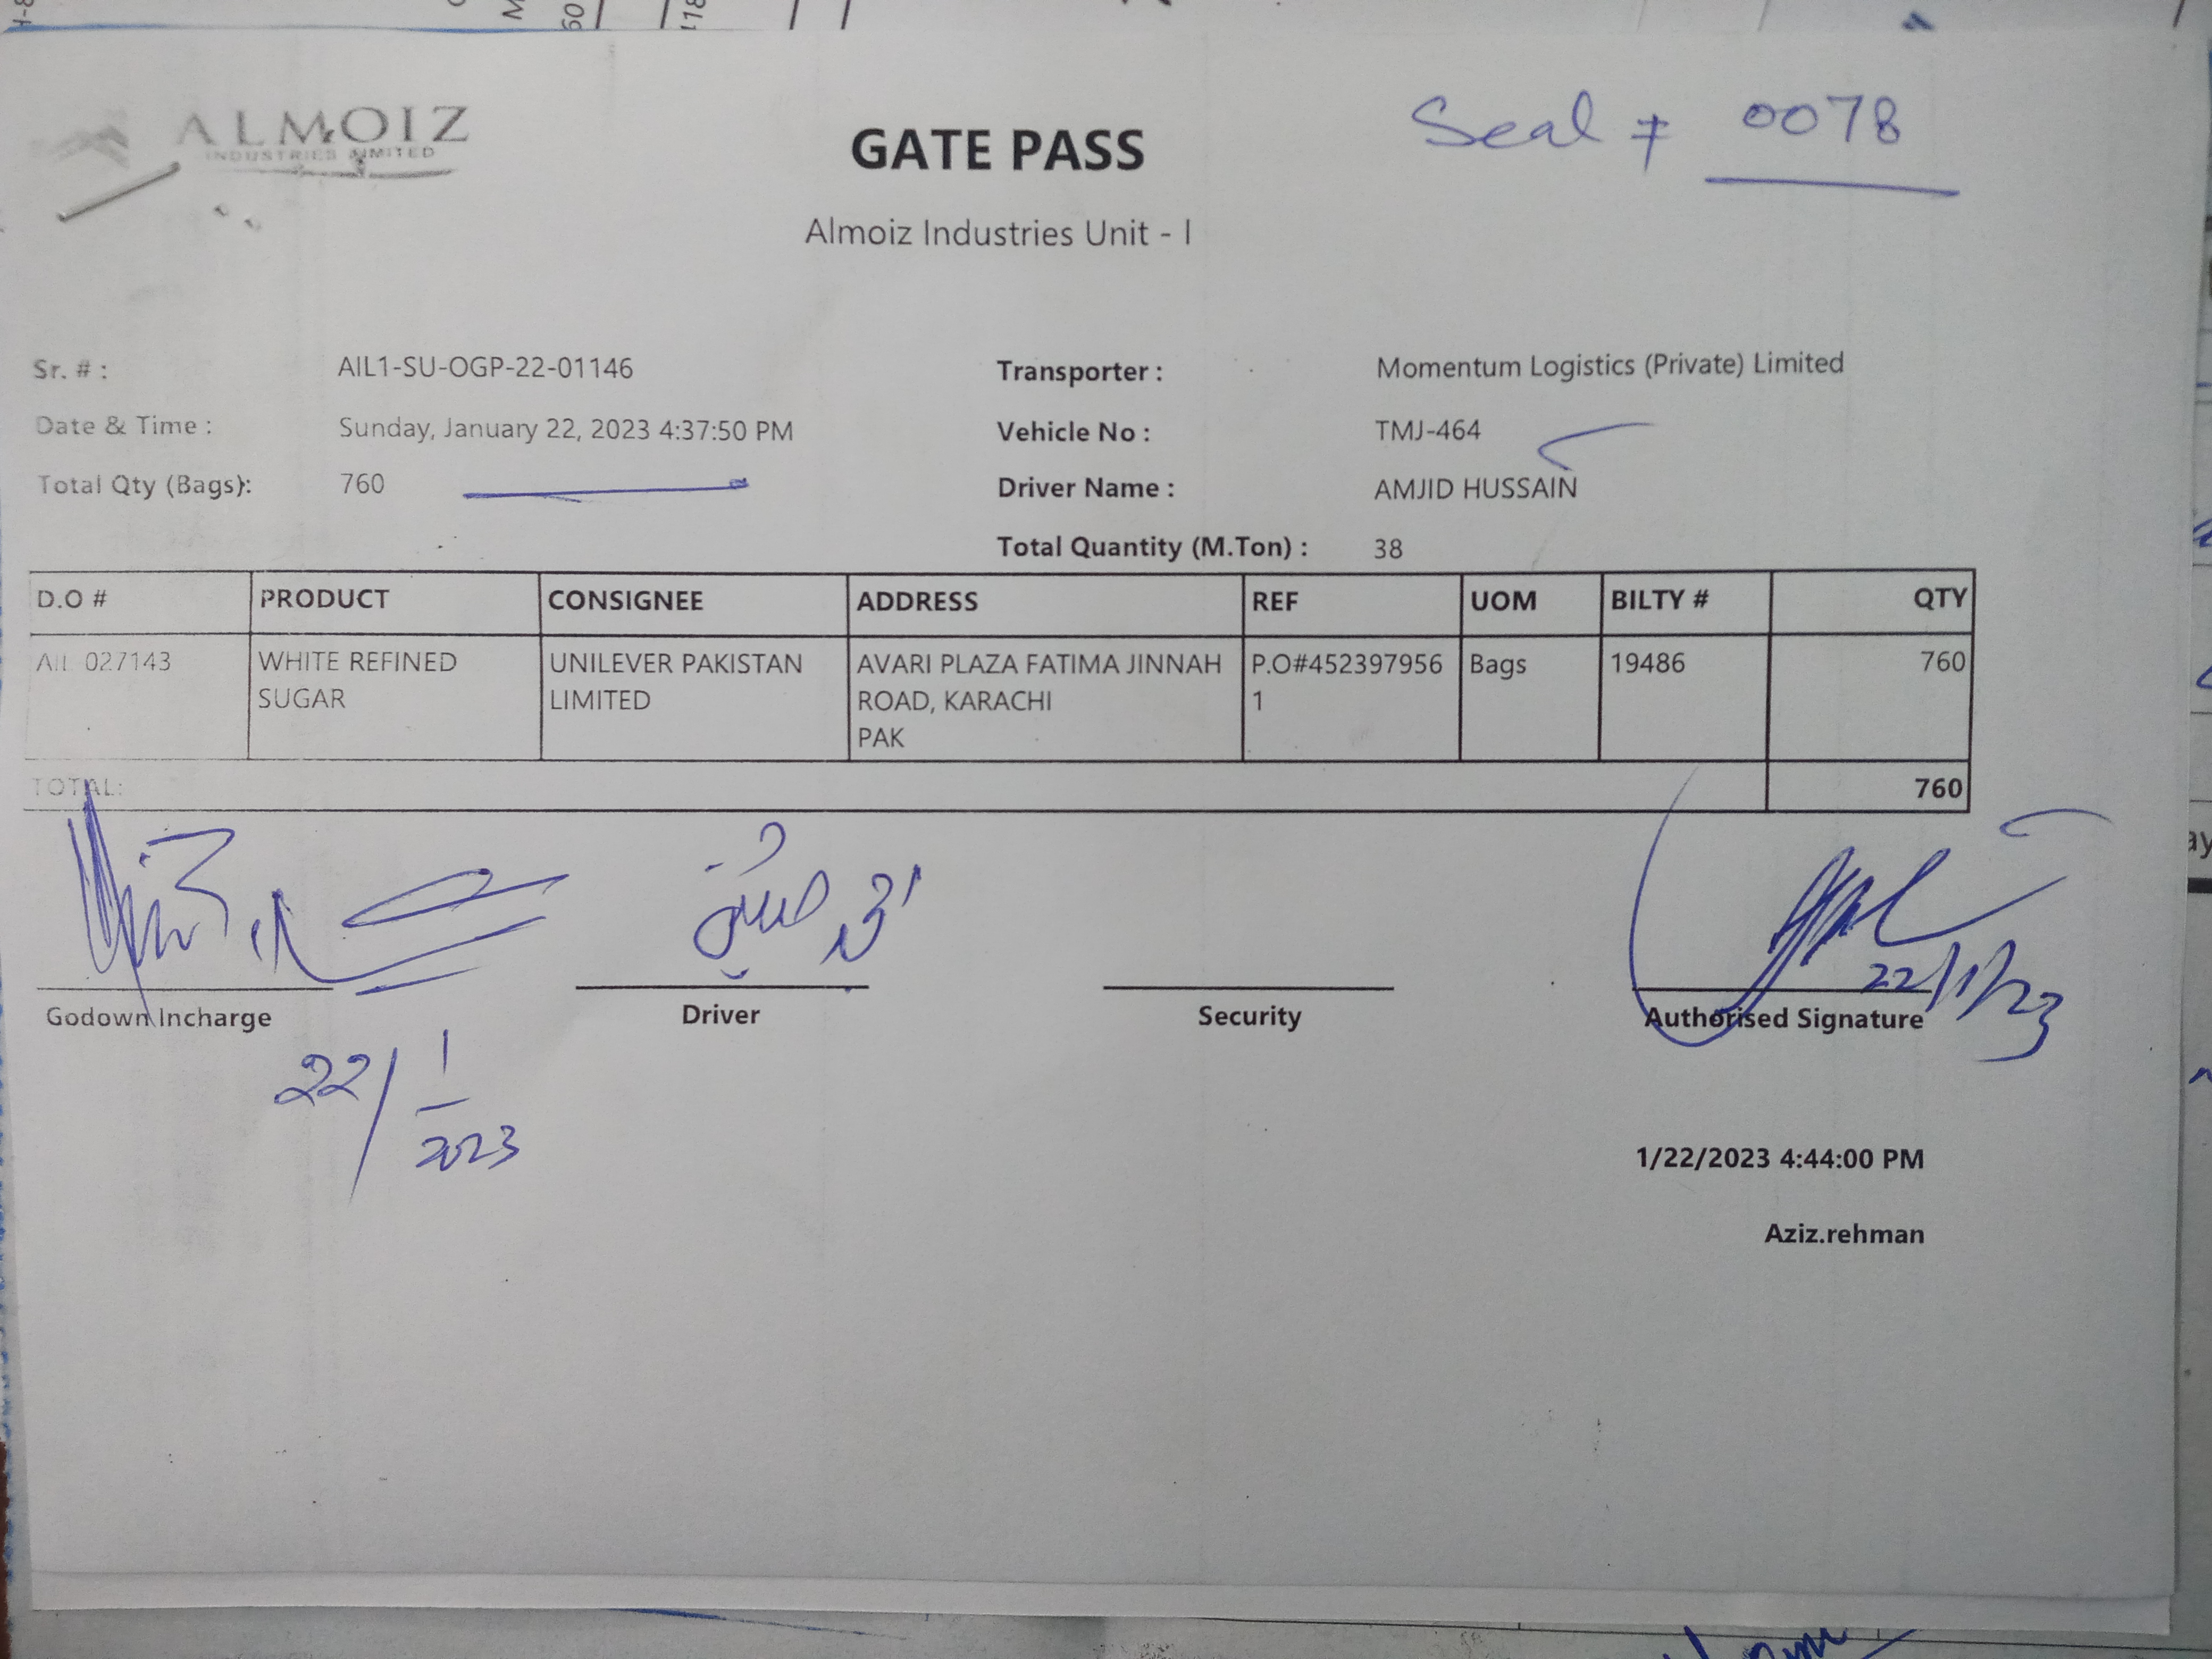 ALMOIZ
INDUSTRIES LIMITED
GATE PASS
Seal # 0078
Almoiz Industries Unit - I
Sr. # : AIL1-SU-OGP-22-01146 Transporter : Momentum Logistics (Private) Limited
Date & Time : Sunday, January 22, 2023 4:37:50 PM Vehicle No : TMJ-464
Total Qty (Bags): 760 Driver Name : AMJID HUSSAIN
Total Quantity (M.Ton) : 38
D.O # PRODUCT CONSIGNEE ADDRESS REF UOM BILTY # QTY
AIL 027143 WHITE REFINED UNILEVER PAKISTAN AVARI PLAZA FATIMA JINNAH P.O#452397956 Bags 19486 760
SUGAR LIMITED ROAD, KARACHI 1
PAK
TOTAL: 760
22/1/23
Godown Incharge Driver Security Authorised Signature
22/1/2023
1/22/2023 4:44:00 PM
Aziz.rehman